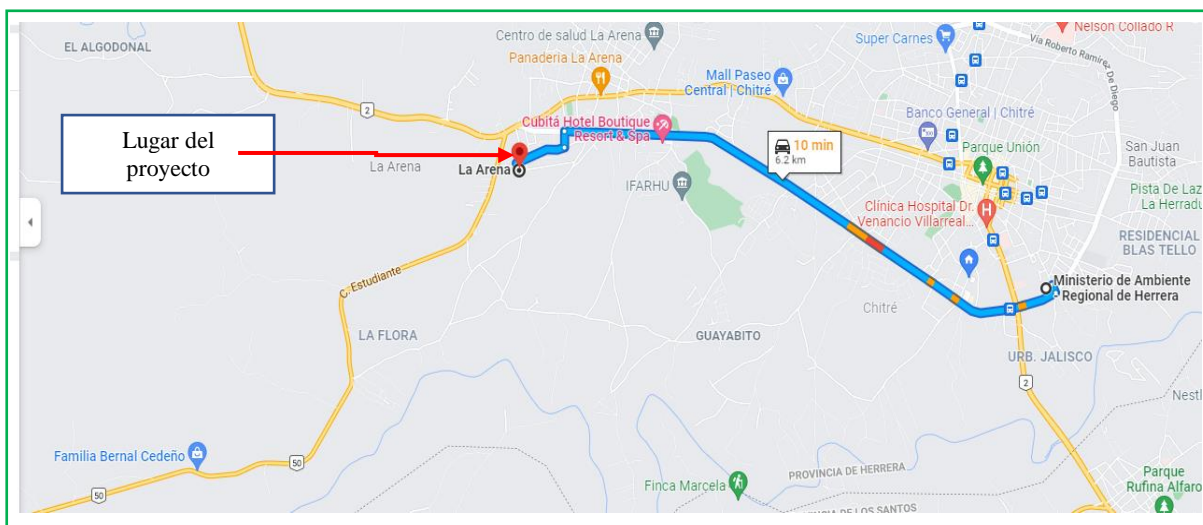 Nelson Collado R
Centro de salud La Arena
Super Carnes
Vía Roberto Ramírez De Diego
EL ALGODONAL
Panadería La Arena
Mall Paseo
Central | Chitré
2
Banco General | Chitré
Lugar del
proyecto
Cubitá Hotel Boutique
Resort & Spa
10 min
6.2 km
Parque Unión
San Juan
Bautista
La Arena
La Arena
IFARHU
Pista De Laz
La Herradu
Clínica Hospital Dr.
Venancio Villarreal...
RESIDENCIAL
BLAS TELLO
C. Estudiante
Ministerio de Ambiente
Regional de Herrera
Chitré
LA FLORA
GUAYABITO
URB. JALISCO
2
Nestl
Familia Bernal Cedeño
50
50
PROVINCIA DE HERRERA
Finca Marcela
Parque
Rufina Alfaro
CIA DE LOS SANTOS